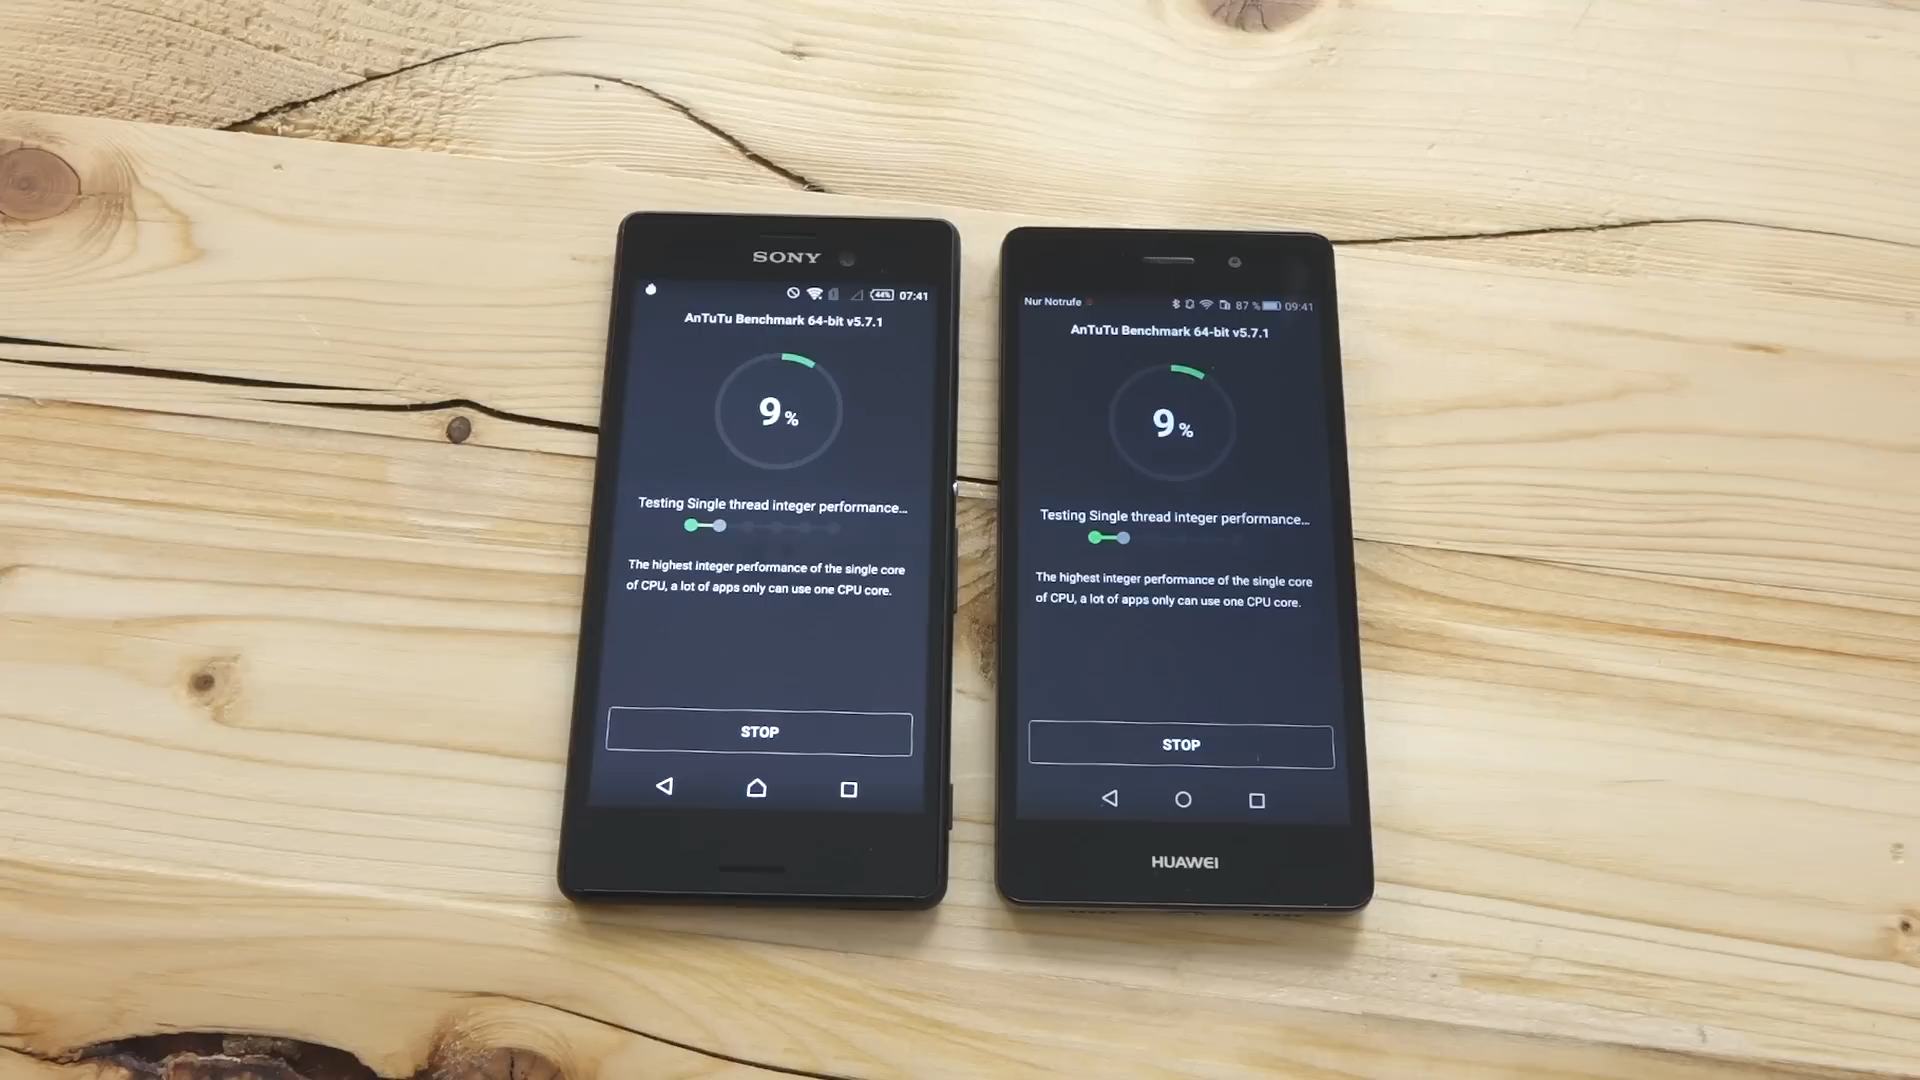 SONY
44% 07:41
AnTuTu Benchmark 64-bit v5.7.1
9%
Testing Single thread integer performance...
The highest integer performance of the single core
of CPU, a lot of apps only can use one CPU core.
STOP
Nur Notrufe 87 % 09:41
AnTuTu Benchmark 64-bit v5.7.1
9%
Testing Single thread integer performance...
The highest integer performance of the single core
of CPU, a lot of apps only can use one CPU core.
STOP
HUAWEI